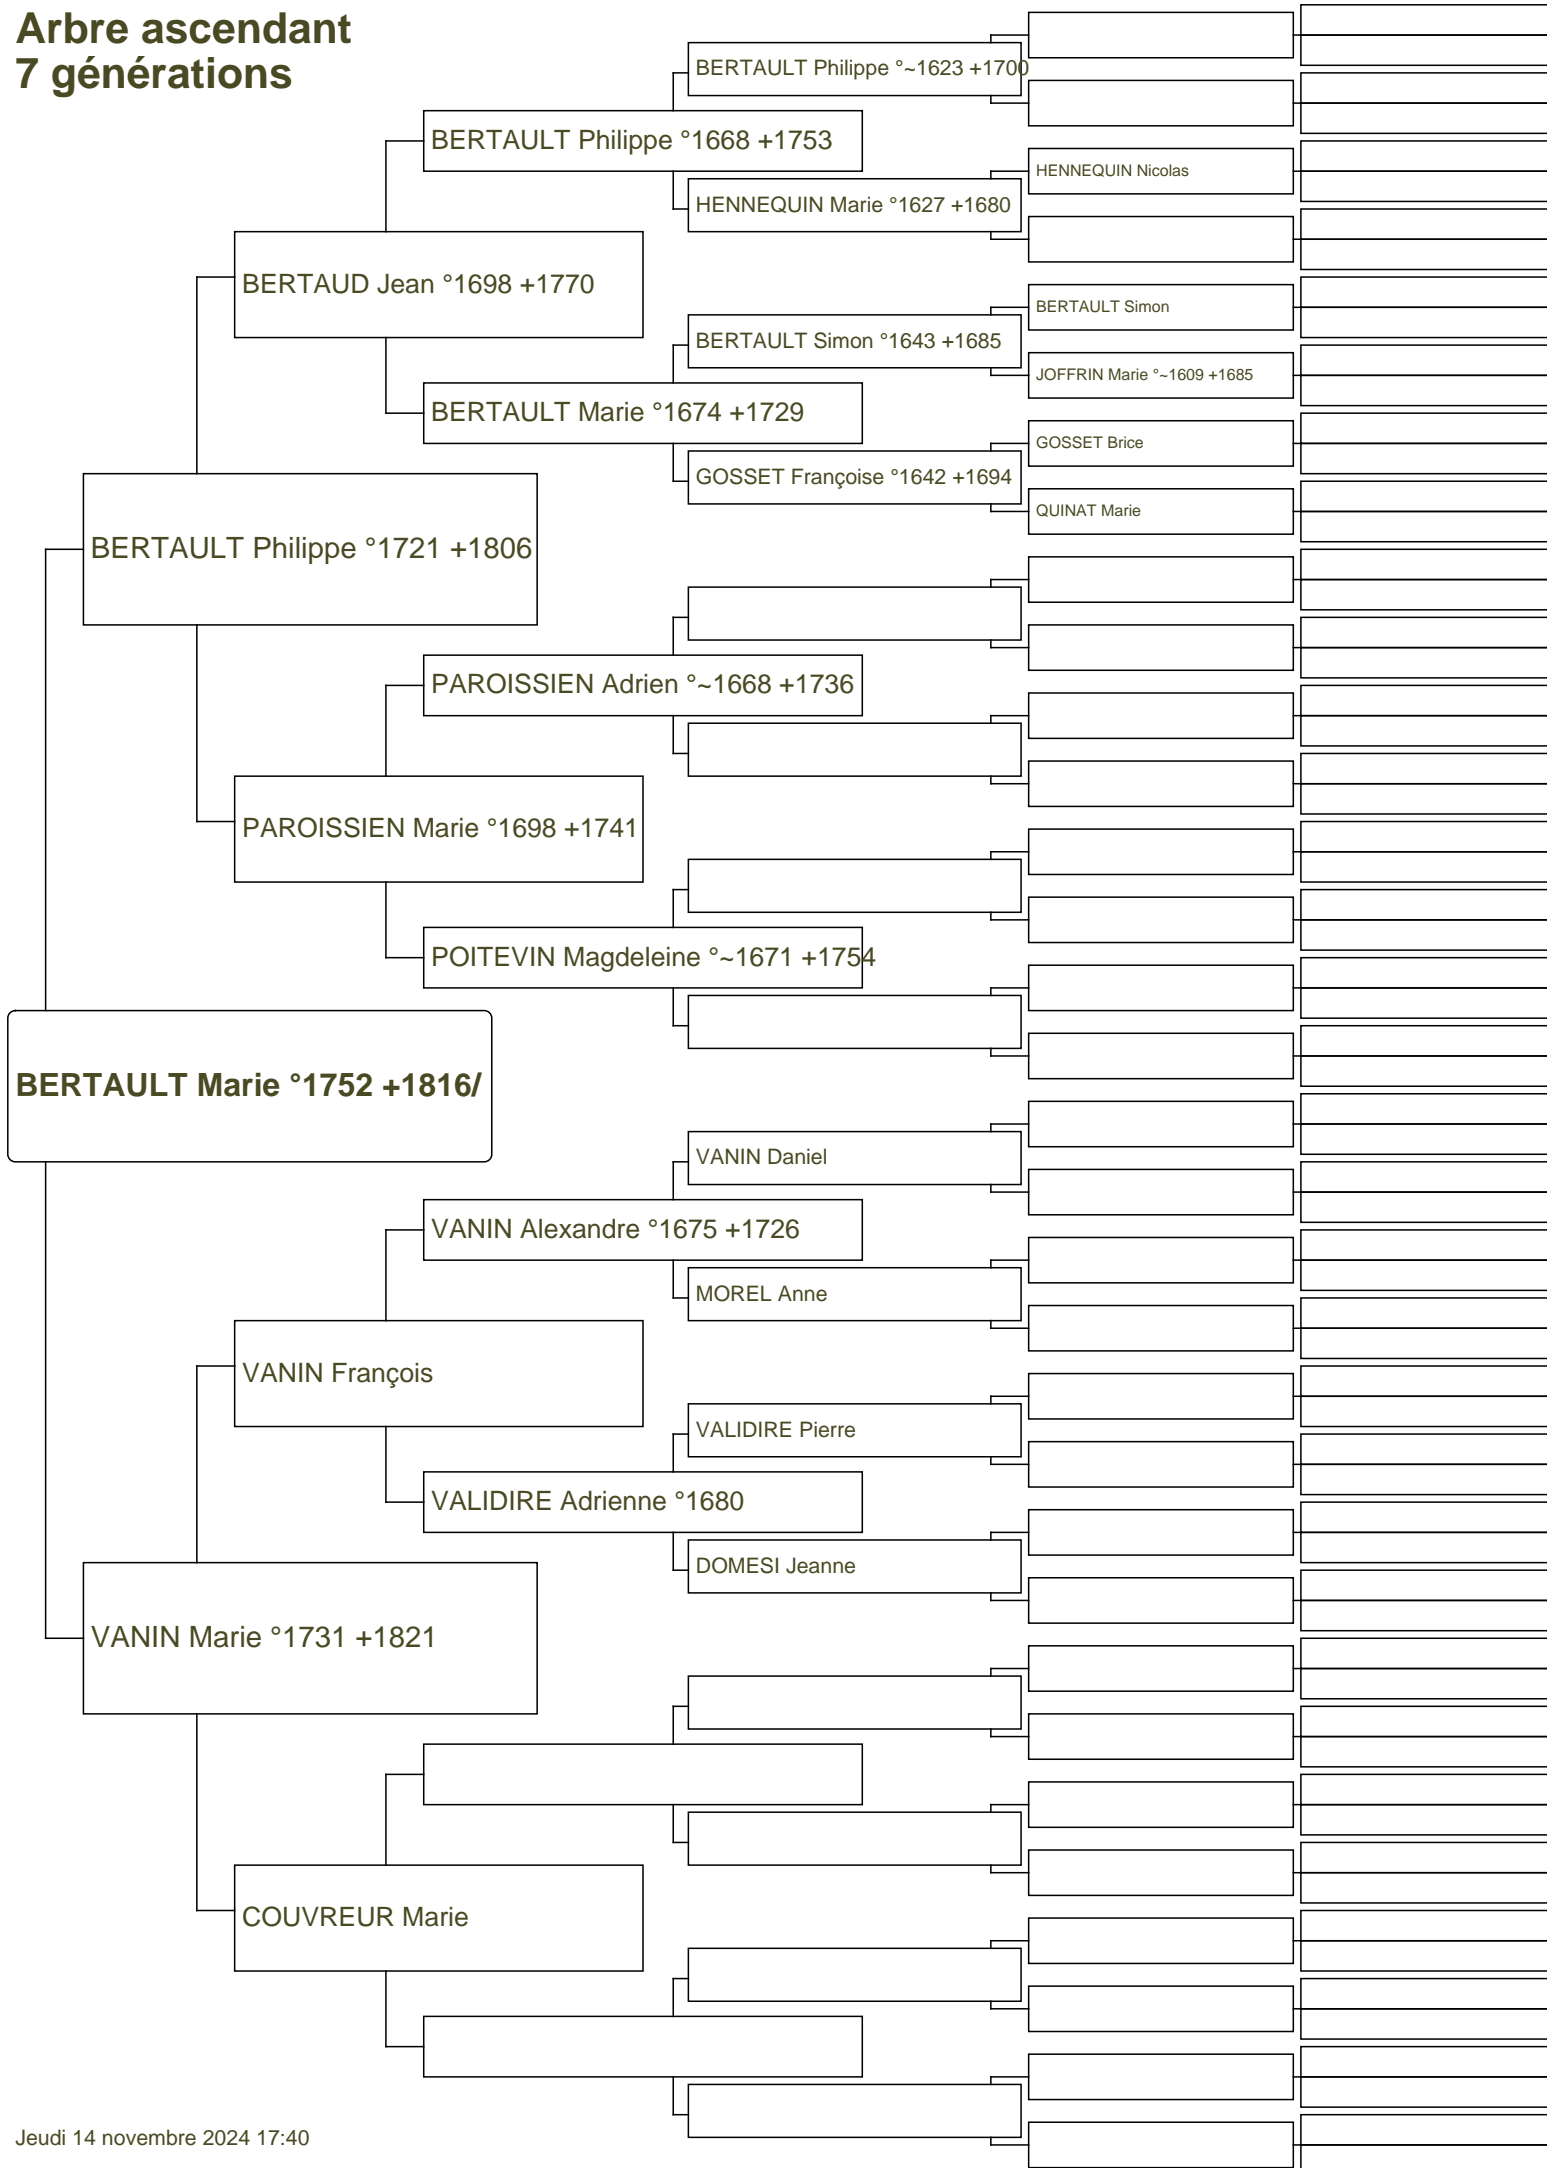 Arbre ascendant
7 générations
BERTAULT Philippe °~1623 +1700
BERTAULT Philippe °1668 +1753
HENNEQUIN Nicolas
HENNEQUIN Marie °1627 +1680
BERTAUD Jean °1698 +1770
BERTAULT Simon
BERTAULT Simon °1643 +1685
JOFFRIN Marie °~1609 +1685
BERTAULT Marie °1674 +1729
GOSSET Brice
GOSSET Françoise °1642 +1694
QUINAT Marie
BERTAULT Philippe °1721 +1806
PAROISSIEN Adrien °~1668 +1736
PAROISSIEN Marie °1698 +1741
POITEVIN Magdeleine °~1671 +1754
BERTAULT Marie °1752 +1816/
VANIN Daniel
VANIN Alexandre °1675 +1726
MOREL Anne
VANIN François
VALIDIRE Pierre
VALIDIRE Adrienne °1680
DOMESI Jeanne
VANIN Marie °1731 +1821
COUVREUR Marie
Jeudi 14 novembre 2024 17:40